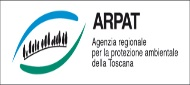 ARPAT
Agenzia regionale
per la protezione ambientale
della Toscana